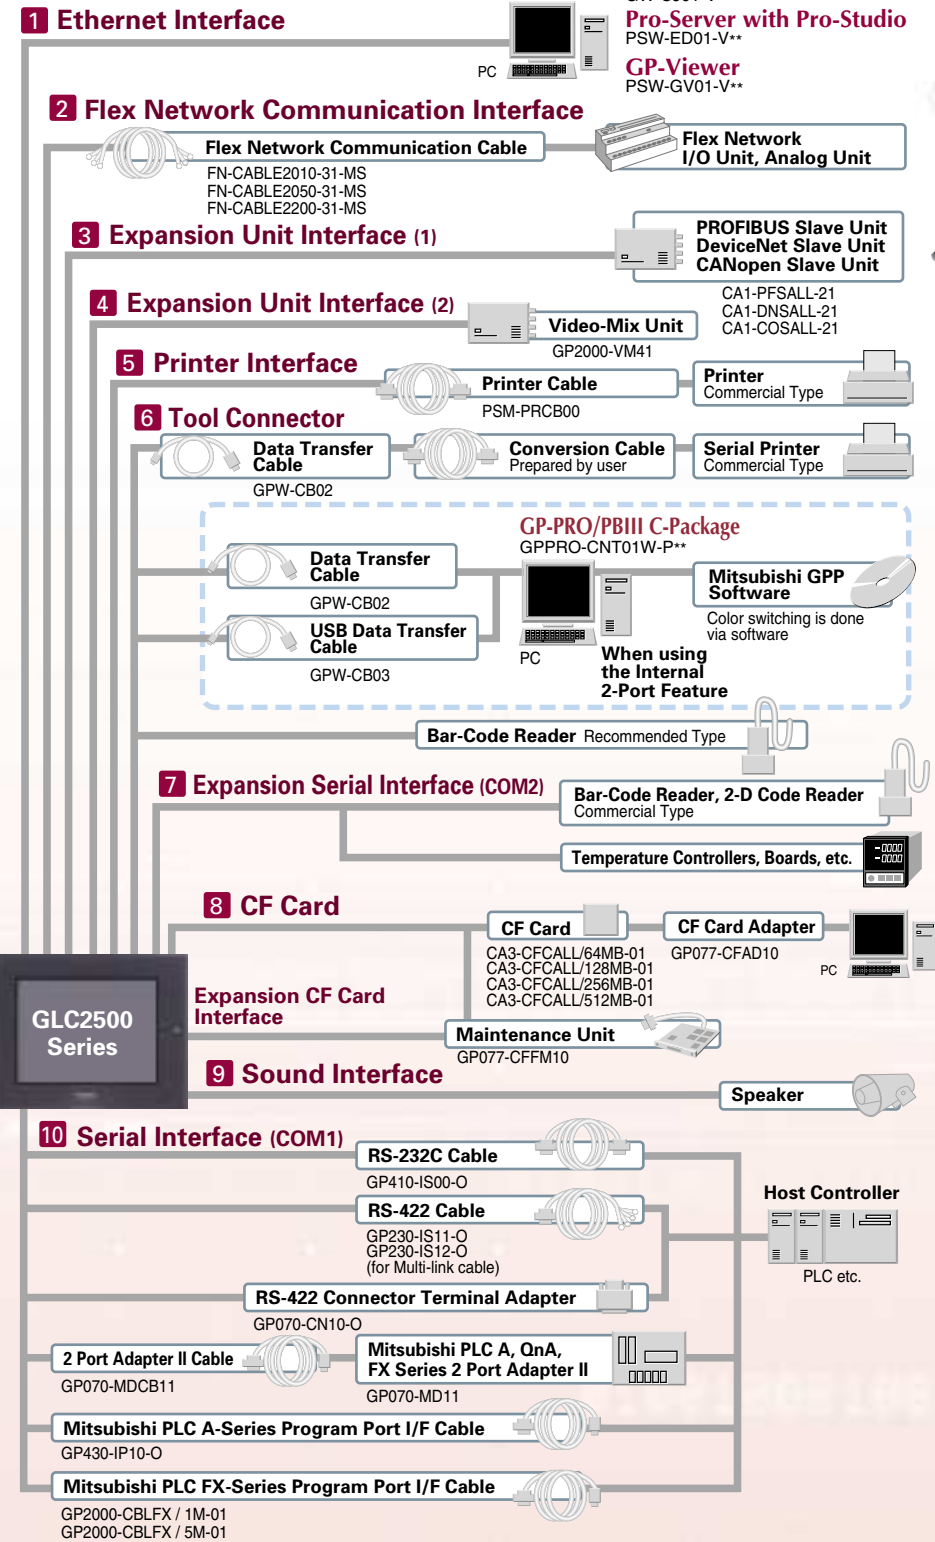 1 Ethernet Interface
Pro-Server with Pro-Studio
PSW-ED01-V**
PC
GP-Viewer
PSW-GV01-V**
2 Flex Network Communication Interface
Flex Network Communication Cable
FN-CABLE2010-31-MS
FN-CABLE2050-31-MS
FN-CABLE2200-31-MS
Flex Network
I/O Unit, Analog Unit
3 Expansion Unit Interface (1)
PROFIBUS Slave Unit
DeviceNet Slave Unit
CANopen Slave Unit
CA1-PFSALL-21
CA1-DNSALL-21
CA1-COSALL-21
4 Expansion Unit Interface (2)
Video-Mix Unit
GP2000-VM41
5 Printer Interface
Printer Cable
PSM-PRCB00
Printer
Commercial Type
6 Tool Connector
Data Transfer
Cable
GPW-CB02
Conversion Cable
Prepared by user
Serial Printer
Commercial Type
GP-PRO/PBIII C-Package
GPPRO-CNT01W-P**
Data Transfer
Cable
GPW-CB02
USB Data Transfer
Cable
GPW-CB03
PC
When using
the Internal
2-Port Feature
Mitsubishi GPP
Software
Color switching is done
via software
Bar-Code Reader Recommended Type
7 Expansion Serial Interface (COM2)
Bar-Code Reader, 2-D Code Reader
Commercial Type
Temperature Controllers, Boards, etc.
8 CF Card
CF Card
CA3-CFCALL/64MB-01
CA3-CFCALL/128MB-01
CA3-CFCALL/256MB-01
CA3-CFCALL/512MB-01
CF Card Adapter
GP077-CFAD10
PC
Expansion CF Card
Interface
Maintenance Unit
GP077-CFFM10
GLC2500
Series
9 Sound Interface
Speaker
10 Serial Interface (COM1)
RS-232C Cable
GP410-IS00-O
RS-422 Cable
GP230-IS11-O
GP230-IS12-O
(for Multi-link cable)
Host Controller
PLC etc.
RS-422 Connector Terminal Adapter
GP070-CN10-O
2 Port Adapter II Cable
GP070-MDCB11
Mitsubishi PLC A, QnA,
FX Series 2 Port Adapter II
GP070-MD11
Mitsubishi PLC A-Series Program Port I/F Cable
GP430-IP10-O
Mitsubishi PLC FX-Series Program Port I/F Cable
GP2000-CBLFX / 1M-01
GP2000-CBLFX / 5M-01